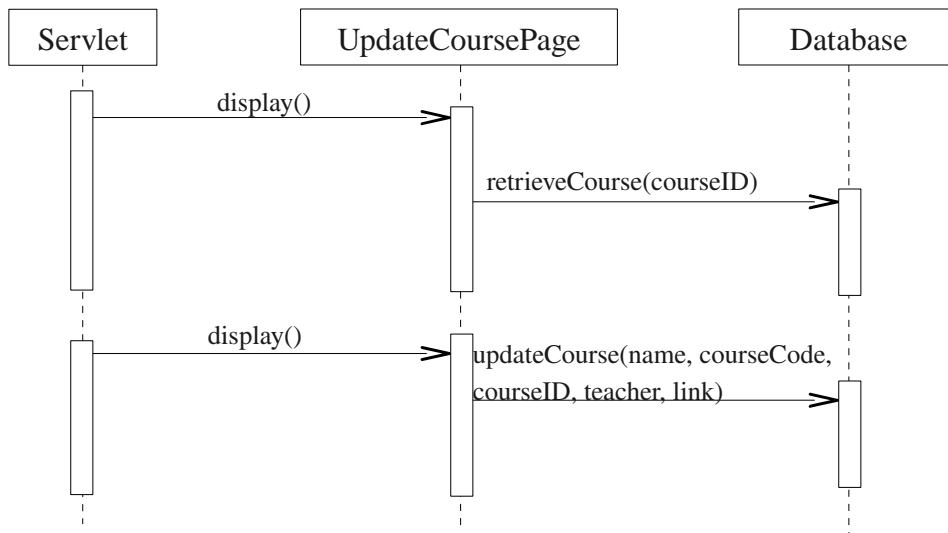 Servlet
UpdateCoursePage
Database
display()
retrieveCourse(courseID)
display()
updateCourse(name, courseCode,
courseID, teacher, link)